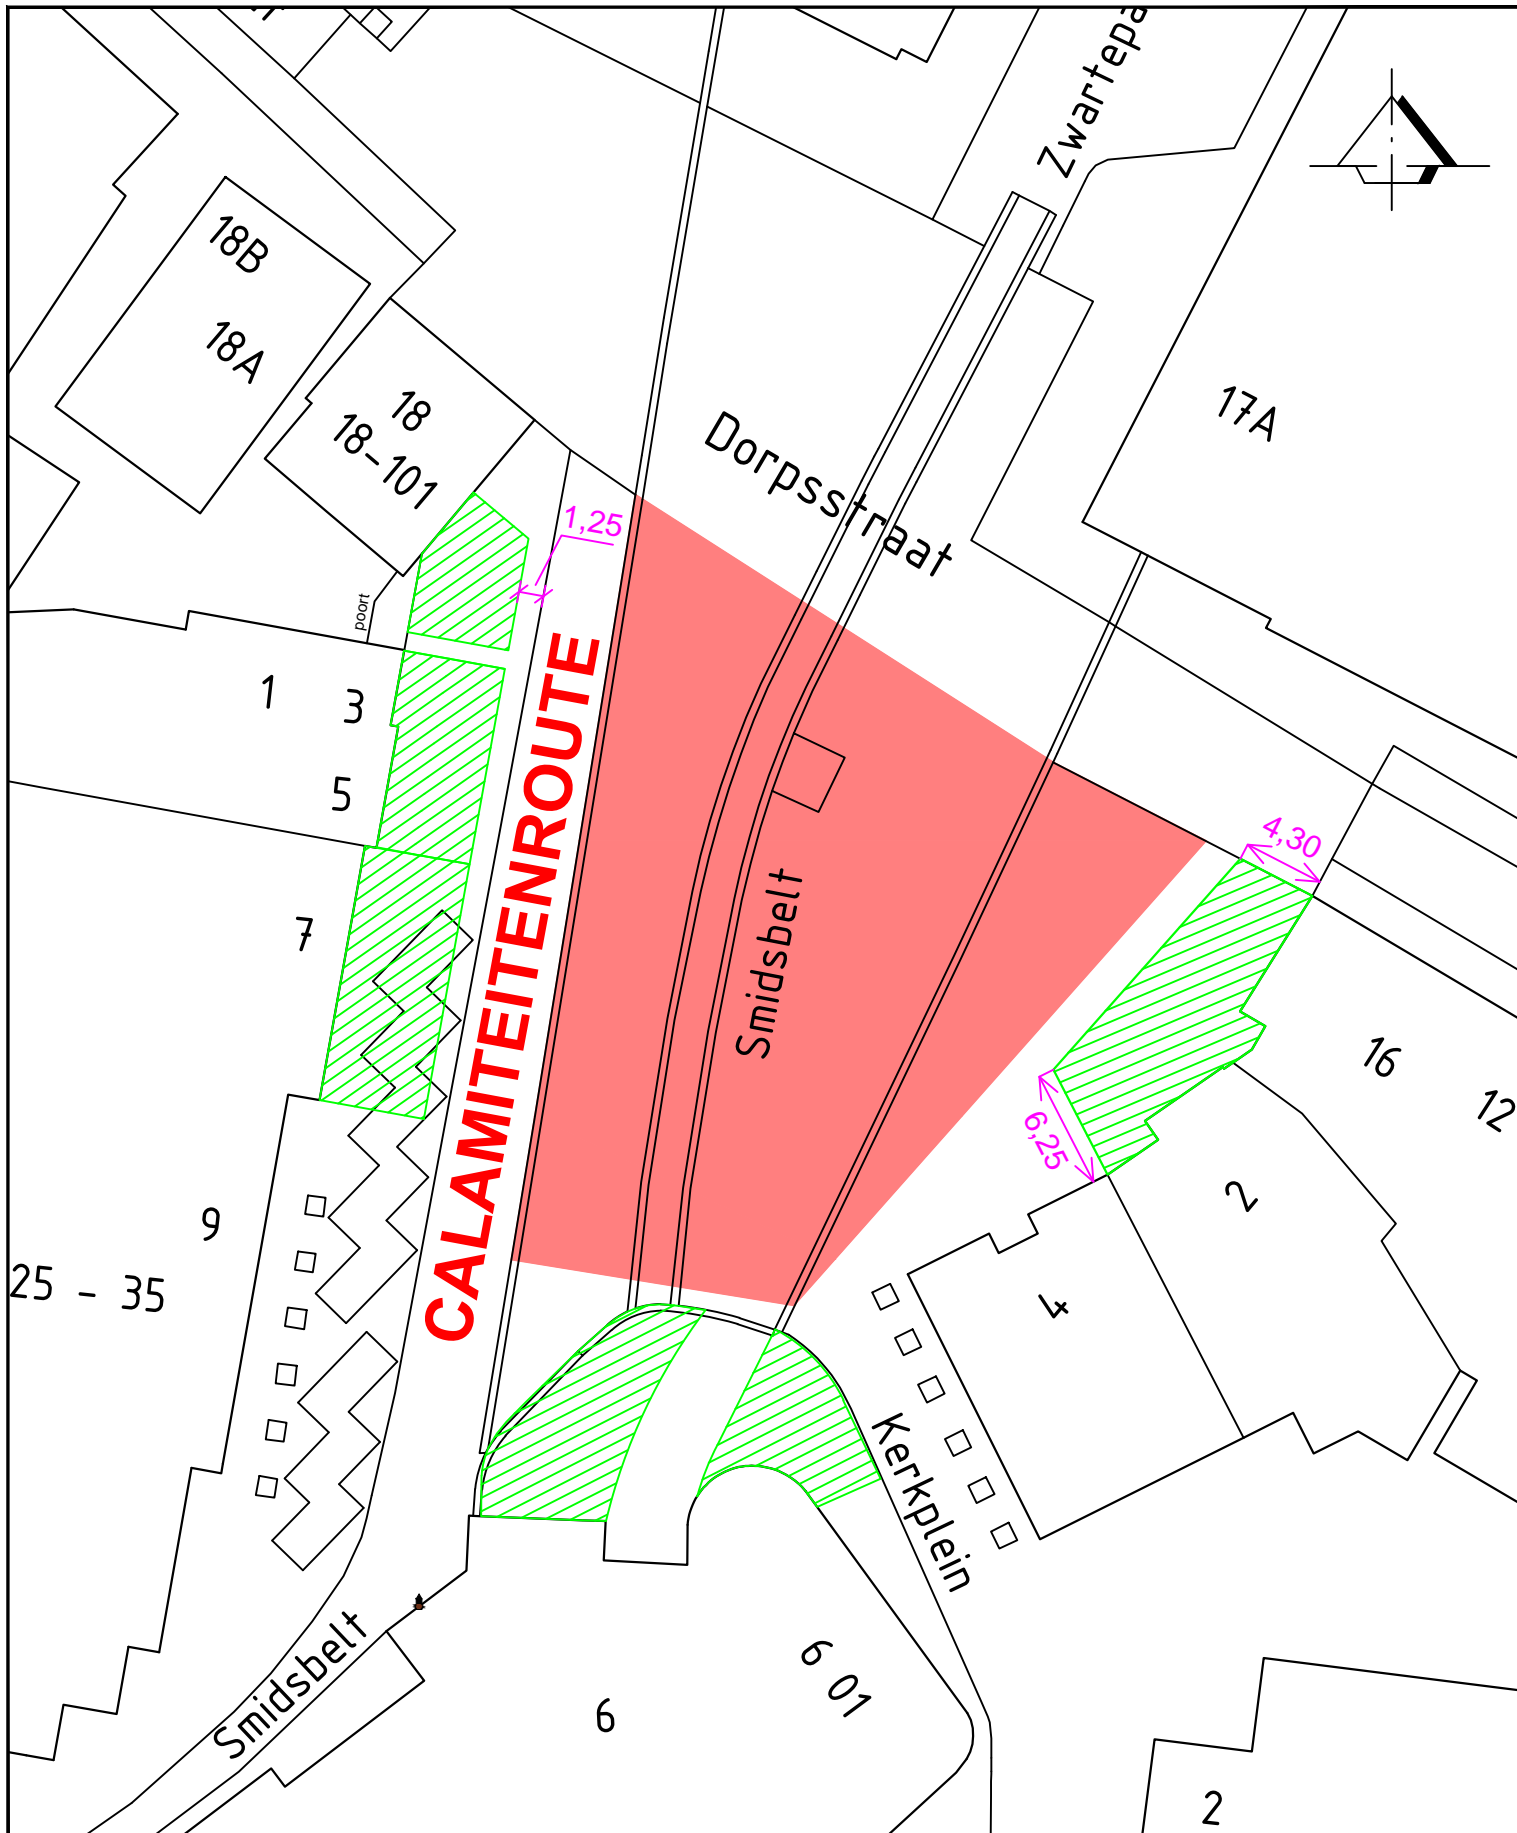 Zwartepa
18B
18A
18
18-101
17A
Dorpsstraat
1,25
poort
CALAMITEITENROUTE
1
3
5
7
4,30
Smidsbelt
16
12
6,25
2
9
25 - 35
4
Kerkplein
Smidsbelt
6
6 01
2